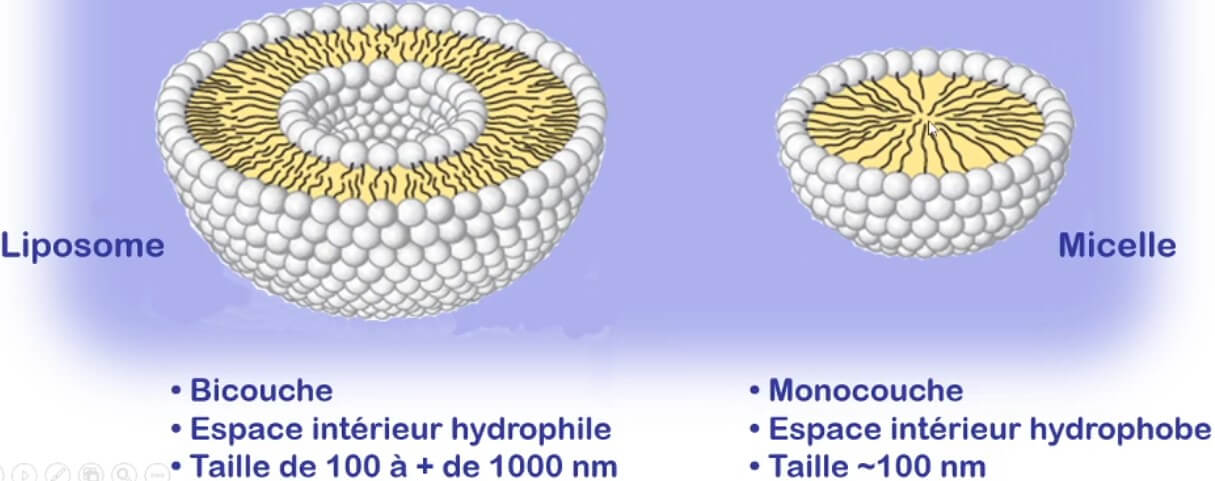 Liposome
Micelle
• Bicouche
• Espace intérieur hydrophile
• Taille de 100 à + de 1000 nm
• Monocouche
• Espace intérieur hydrophobe
• Taille ~100 nm